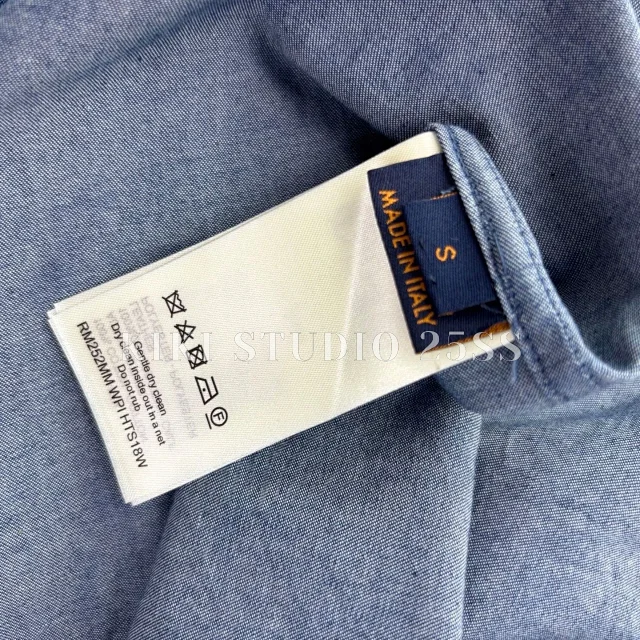 MADE IN ITALY
S
Gentle dry clean
Dry clean inside out in a net
Do not rub.
RM252MM WPI HTS18W
F
STUDIO 25SS